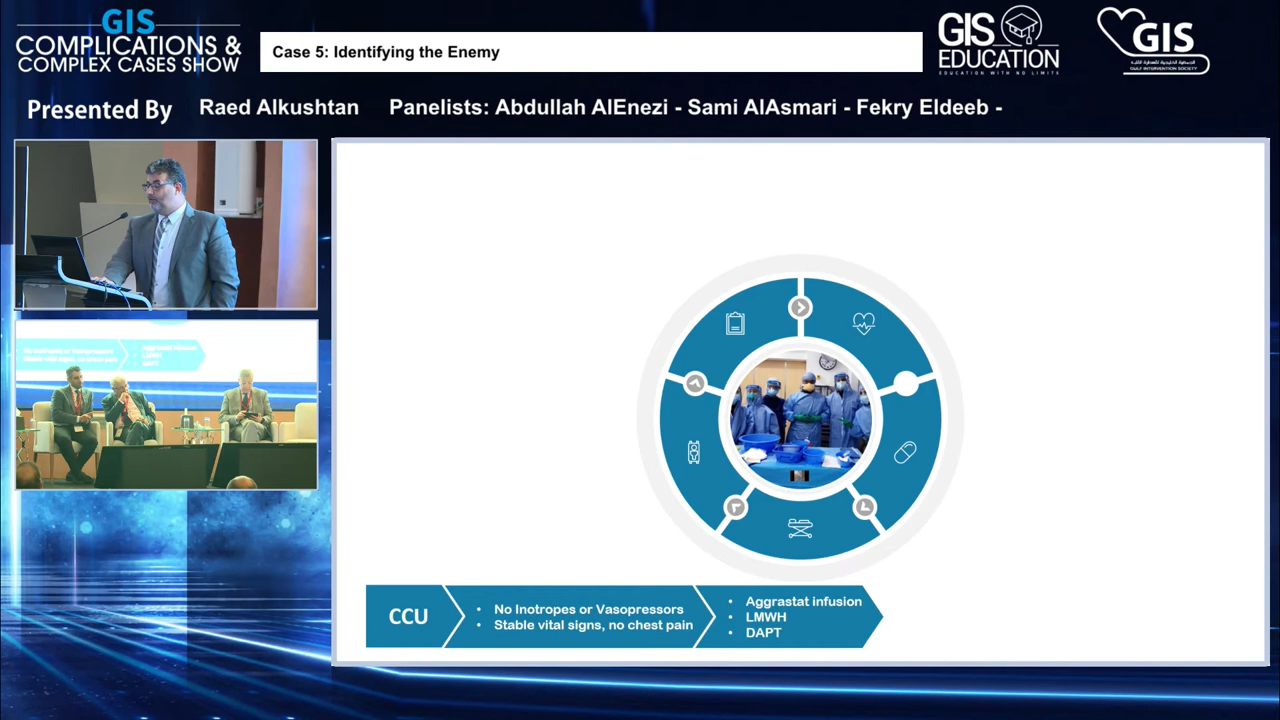 GIS
COMPLICATIONS &
COMPLEX CASES SHOW
Case 5: Identifying the Enemy
GIS
EDUCATION
EDUCATION WITH NO LIMITS
GIS
GULF INTERVENTION SOCIETY
Presented By Raed Alkushtan Panelists: Abdullah AlEnezi - Sami AlAsmari - Fekry Eldeeb -
CCU
• No Inotropes or Vasopressors
• Stable vital signs, no chest pain
• Aggrastat infusion
• LMWH
• DAPT